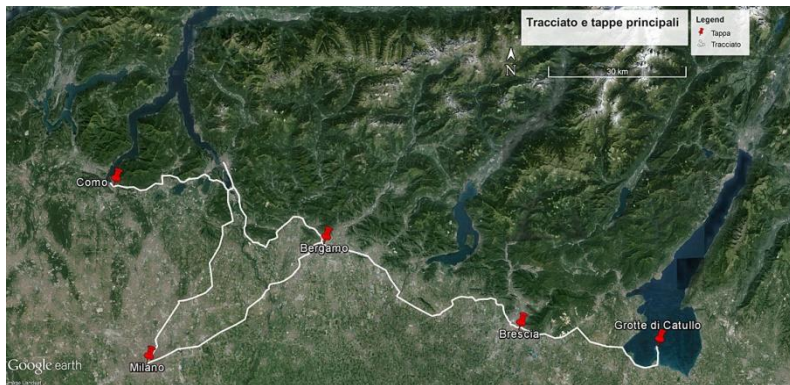 Tracciato e tappe principali
Legend
Tappa
Tracciato
N
30 km
Como
Bergamo
Grotte di Catullo
Brescia
Milano
Google earth